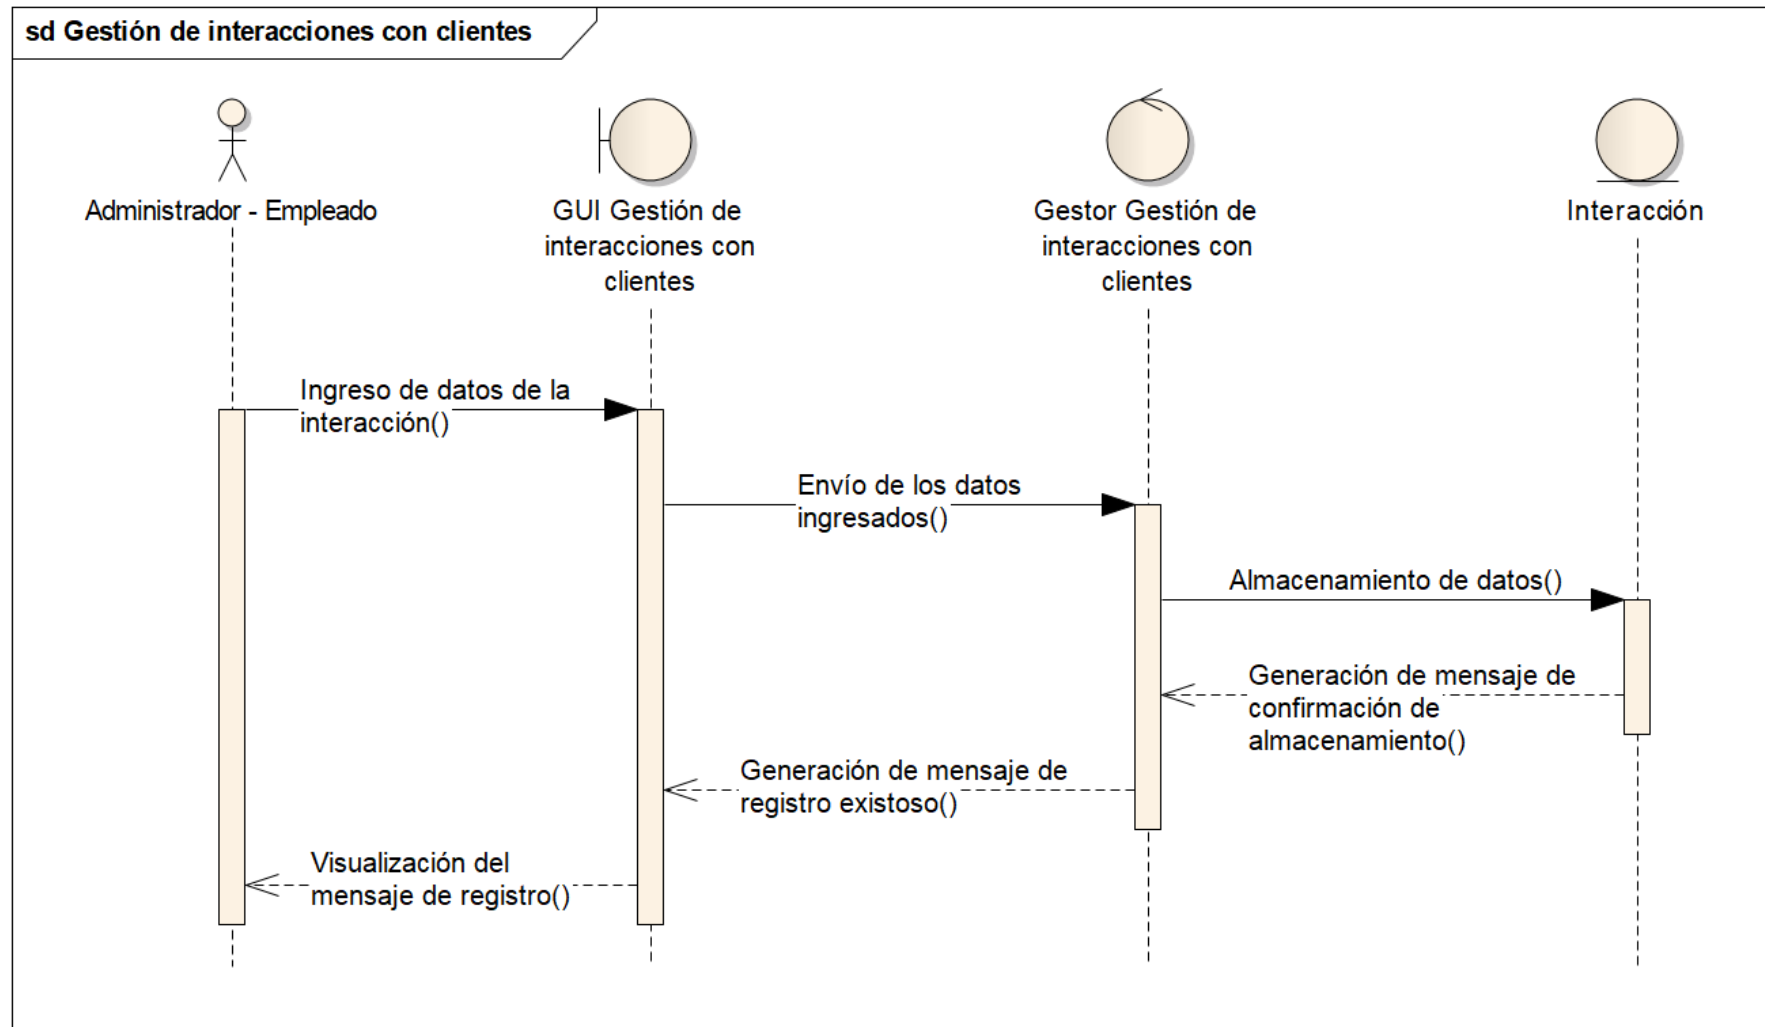 sd Gestión de interacciones con clientes
Administrador - Empleado
GUI Gestión de
interacciones con
clientes
Gestor Gestión de
interacciones con
clientes
Interacción
Ingreso de datos de la
interacción()
Envío de los datos
ingresados()
Almacenamiento de datos()
Generación de mensaje de
confirmación de
almacenamiento()
Generación de mensaje de
registro existoso()
Visualización del
mensaje de registro()